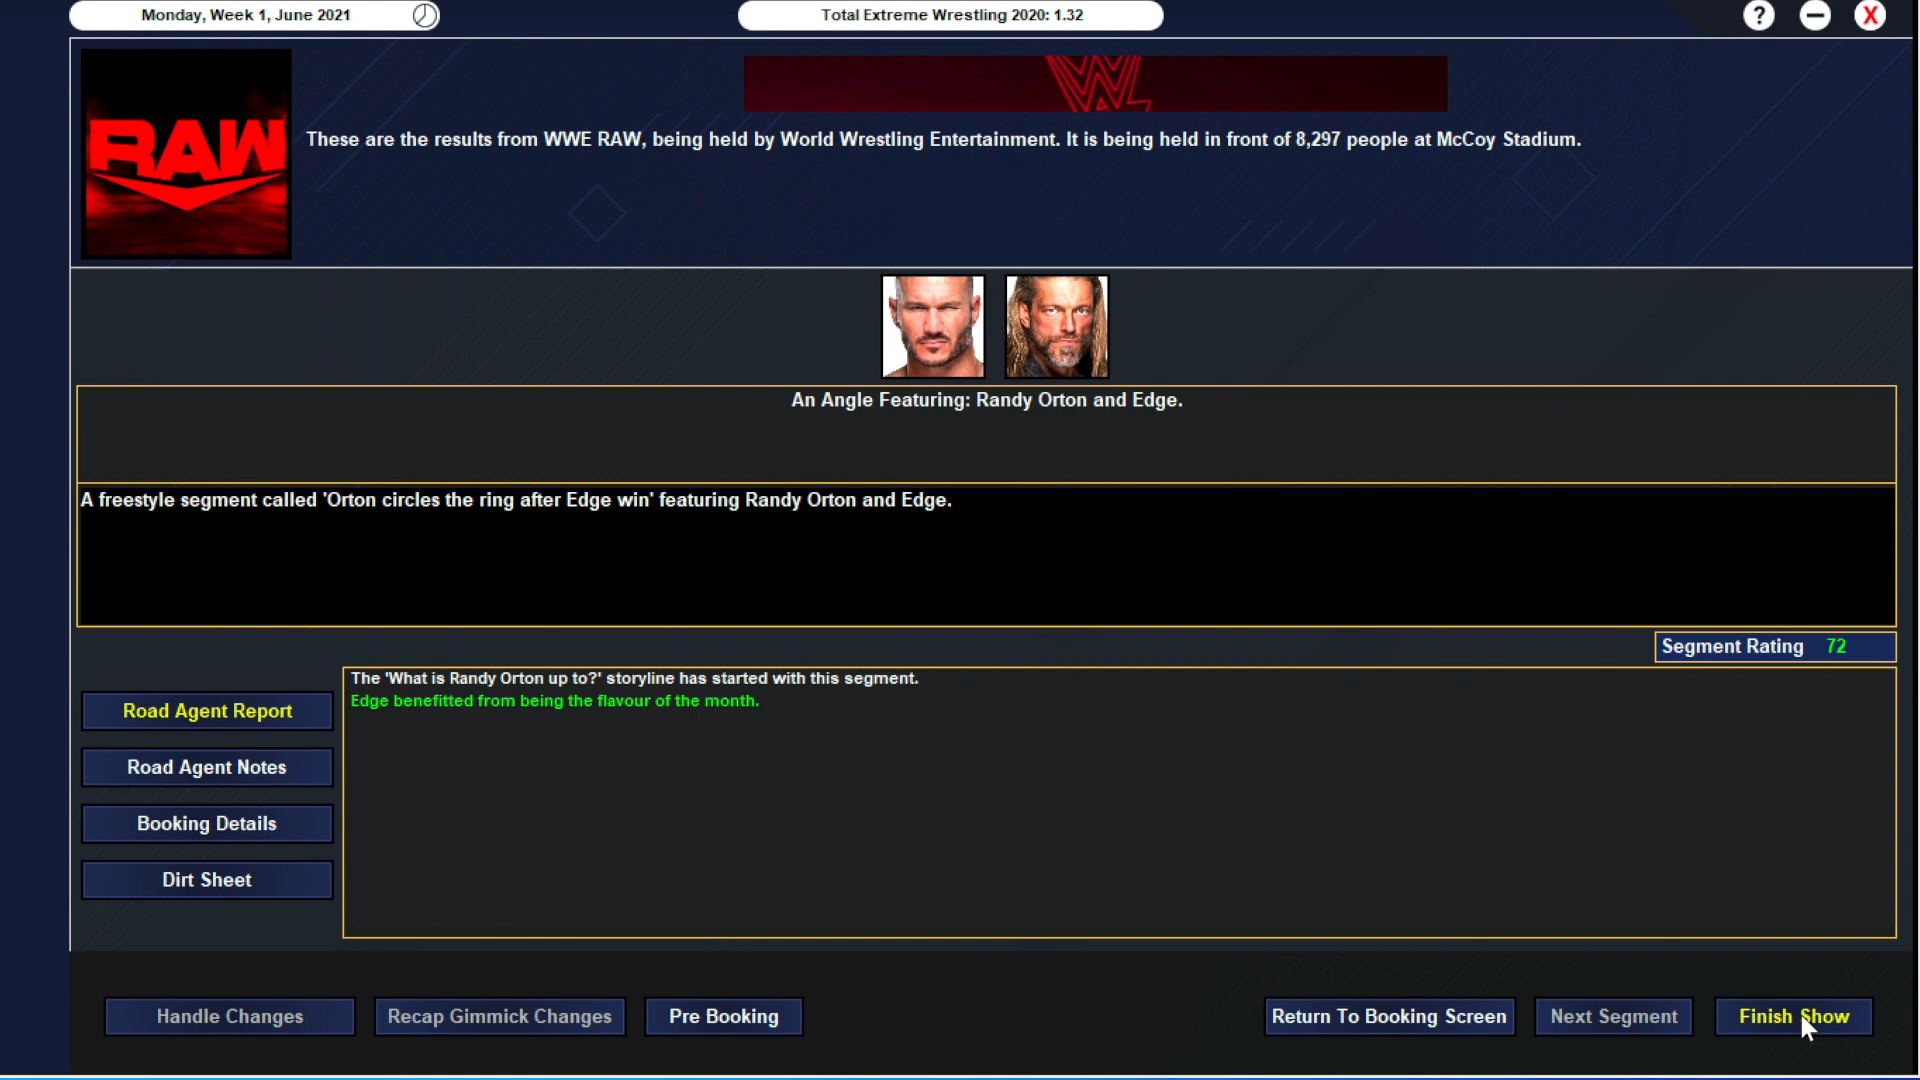 Monday, Week 1, June 2021
Total Extreme Wrestling 2020: 1.32
?
X
RAW
These are the results from WWE RAW, being held by World Wrestling Entertainment. It is being held in front of 8,297 people at McCoy Stadium.
An Angle Featuring: Randy Orton and Edge.
A freestyle segment called 'Orton circles the ring after Edge win' featuring Randy Orton and Edge.
Segment Rating 72
The 'What is Randy Orton up to?' storyline has started with this segment.
Edge benefitted from being the flavour of the month.
Road Agent Report
Road Agent Notes
Booking Details
Dirt Sheet
Handle Changes
Recap Gimmick Changes
Pre Booking
Return To Booking Screen
Next Segment
Finish Show